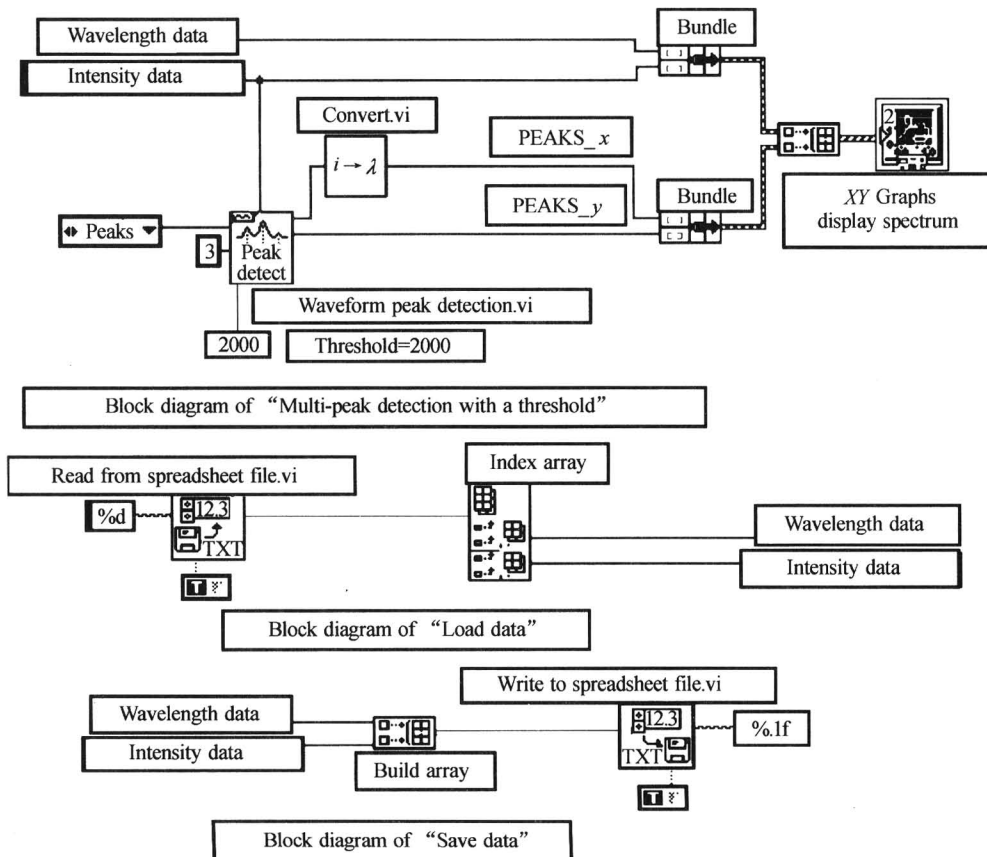 Wavelength data
Bundle
Intensity data
Convert.vi
i → λ
PEAKS_x
PEAKS_y
Bundle
2
XY Graphs
display spectrum
Peaks
3
Peak
detect
Waveform peak detection.vi
2000
Threshold=2000
Block diagram of “Multi-peak detection with a threshold”
Read from spreadsheet file.vi
Index array
%d
12.3
TXT
T
Wavelength data
Intensity data
Block diagram of “Load data”
Write to spreadsheet file.vi
Wavelength data
Intensity data
Build array
12.3
TXT
%.1f
T
Block diagram of “Save data”